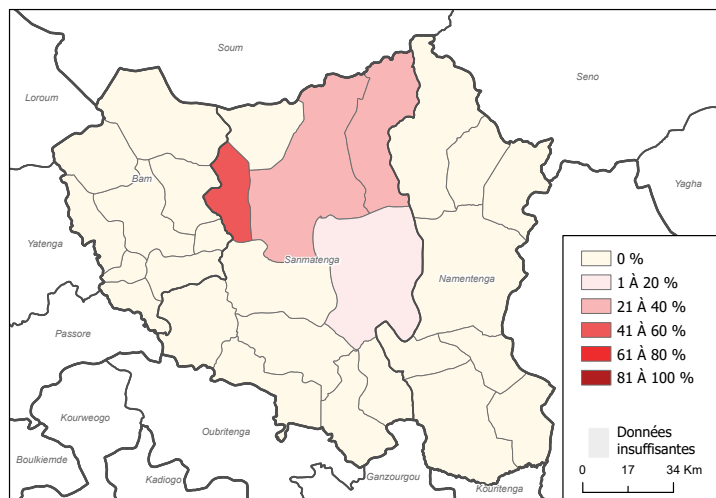 Soum
Seno
Loroum
Bam
Yagha
Yatenga
Sanmatenga
Namentenga
Passore
Kourweogo
Oubritenga
Boulkiemde
Kadiogo
Ganzourgou
Kouritenga
0 %
1 À 20 %
21 À 40 %
41 À 60 %
61 À 80 %
81 À 100 %
Données
insuffisantes
0 17 34 Km